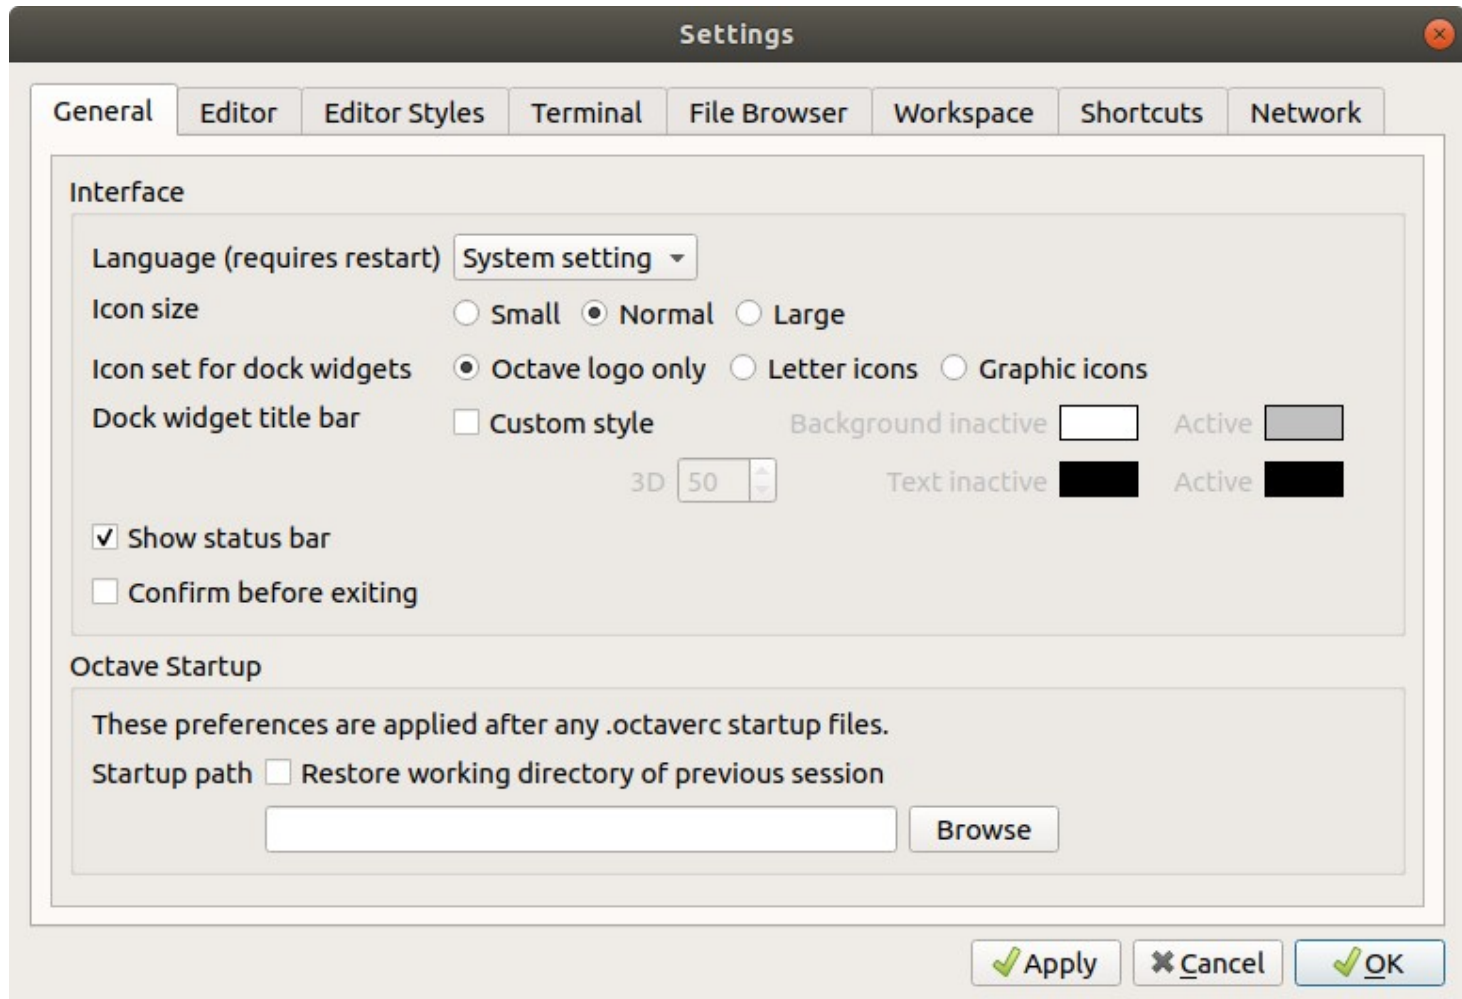 Settings
General Editor Editor Styles Terminal File Browser Workspace Shortcuts Network
Interface
Language (requires restart) System setting
Icon size Small Normal Large
Icon set for dock widgets Octave logo only Letter icons Graphic icons
Dock widget title bar Custom style Background inactive Active
3D 50 Text inactive Active
Show status bar
Confirm before exiting
Octave Startup
These preferences are applied after any .octaverc startup files.
Startup path Restore working directory of previous session
Browse
Apply Cancel OK